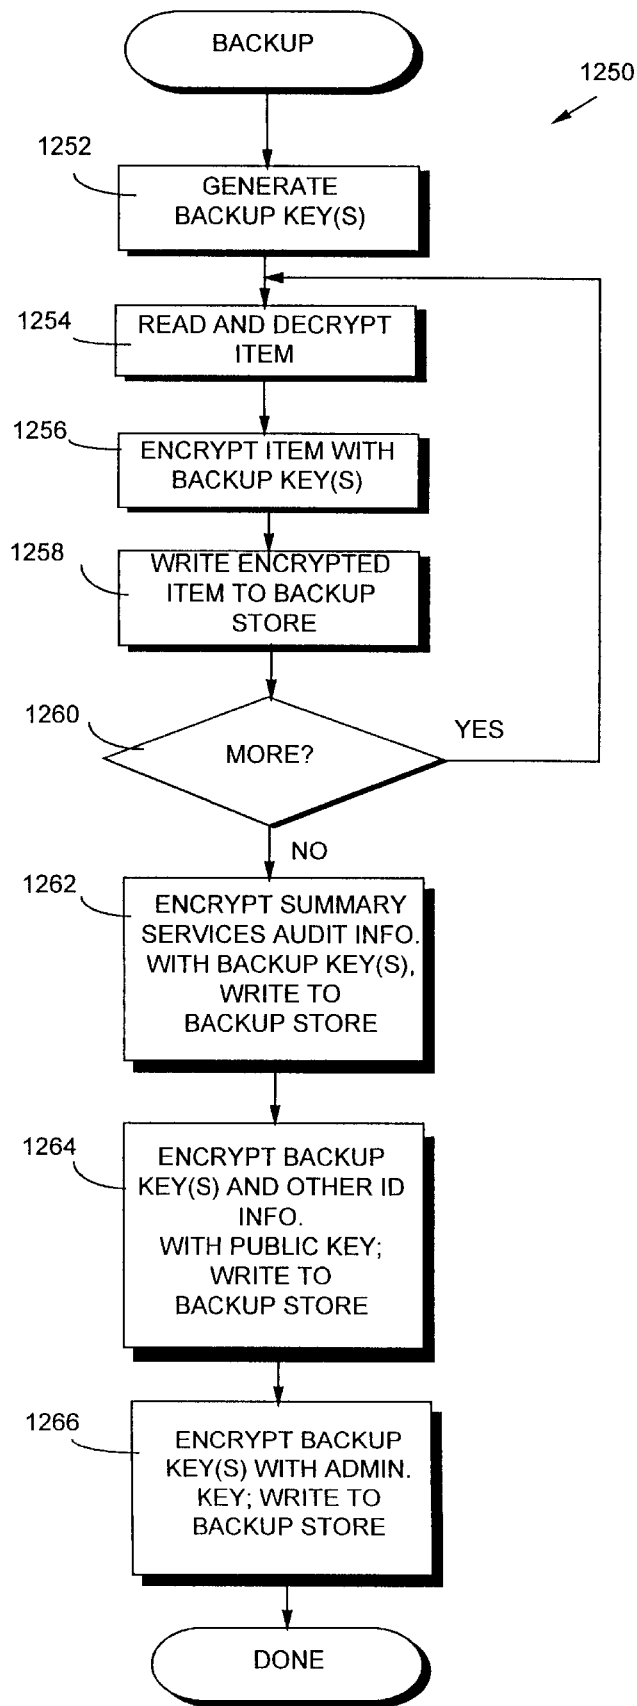 BACKUP
1250
1252
GENERATE
BACKUP KEY(S)
1254
READ AND DECRYPT
ITEM
1256
ENCRYPT ITEM WITH
BACKUP KEY(S)
1258
WRITE ENCRYPTED
ITEM TO BACKUP
STORE
1260
MORE?
YES
NO
1262
ENCRYPT SUMMARY
SERVICES AUDIT INFO.
WITH BACKUP KEY(S),
WRITE TO
BACKUP STORE
1264
ENCRYPT BACKUP
KEY(S) AND OTHER ID
INFO.
WITH PUBLIC KEY;
WRITE TO
BACKUP STORE
1266
ENCRYPT BACKUP
KEY(S) WITH ADMIN.
KEY; WRITE TO
BACKUP STORE
DONE